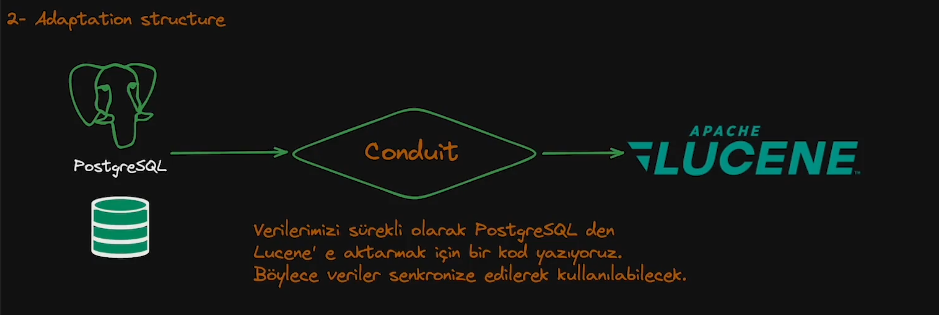 2- Adaptation structure
PostgreSQL
Conduit
APACHE
LUCENE™
Verilerimizi sürekli olarak PostgreSQL den
Lucene' e aktarmak için bir kod yazıyoruz.
Böylece veriler senkronize edilerek kullanılabilecek.